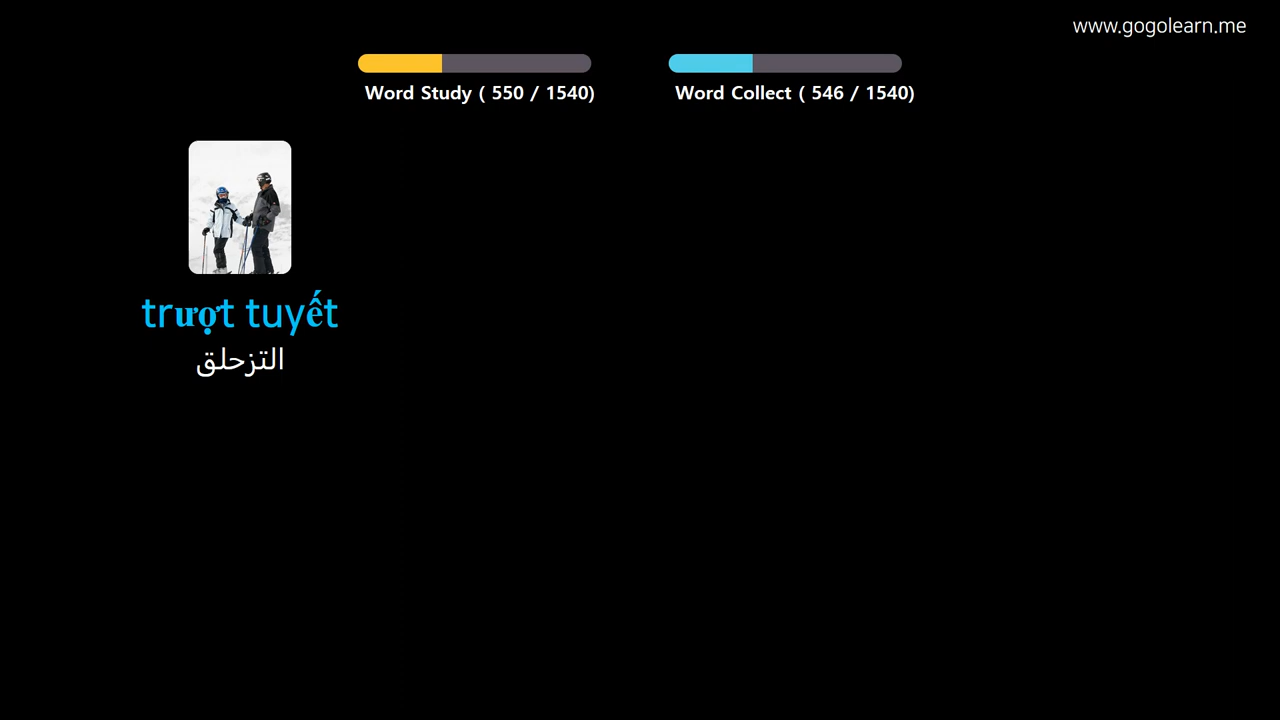 www.gogolearn.me
Word Study ( 550 / 1540)
Word Collect ( 546 / 1540)
trượt tuyết
التزحلق